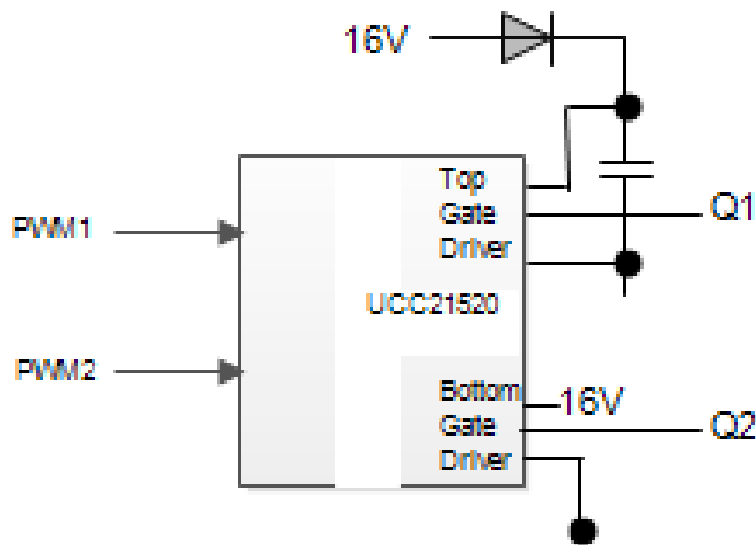 16V
Top
Gate
Driver
Q1
PWM1
UCC21520
PWM2
Bottom
16V
Gate
Q2
Driver